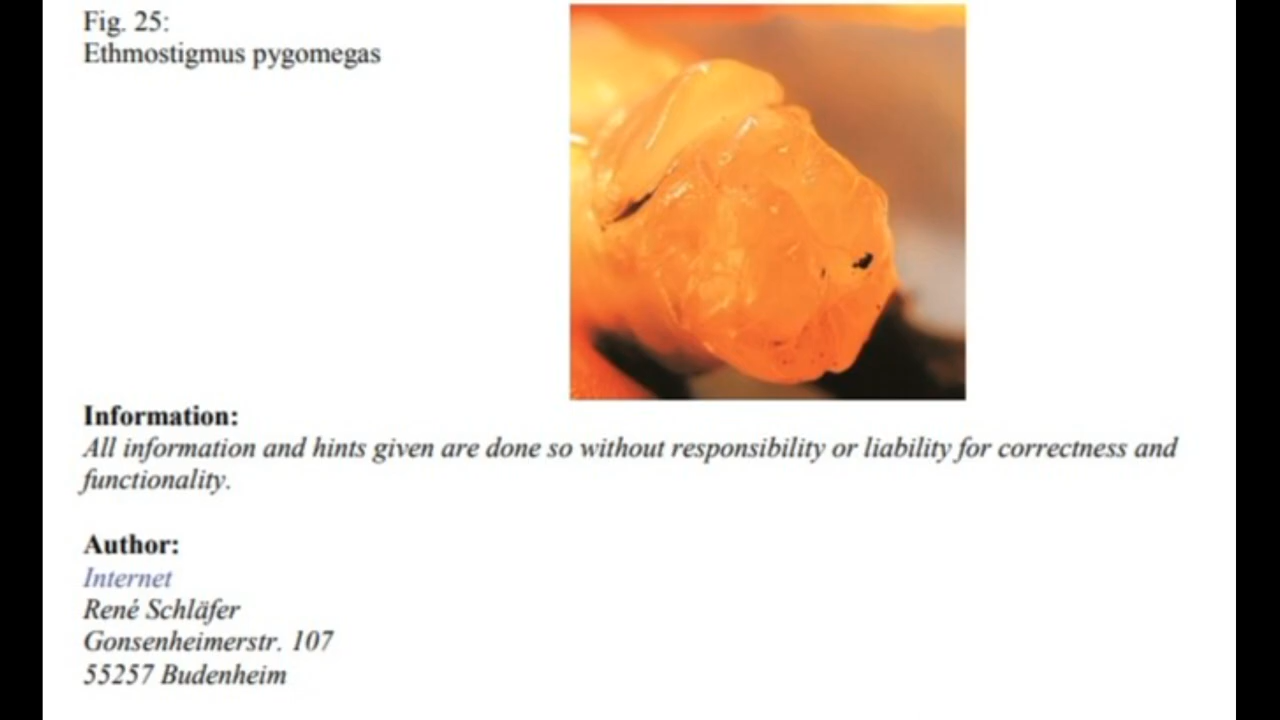 Fig. 25:
Ethmostigmus pygomegas
Information:
All information and hints given are done so without responsibility or liability for correctness and
functionality.
Author:
Internet
René Schläfer
Gonsenheimerstr. 107
55257 Budenheim